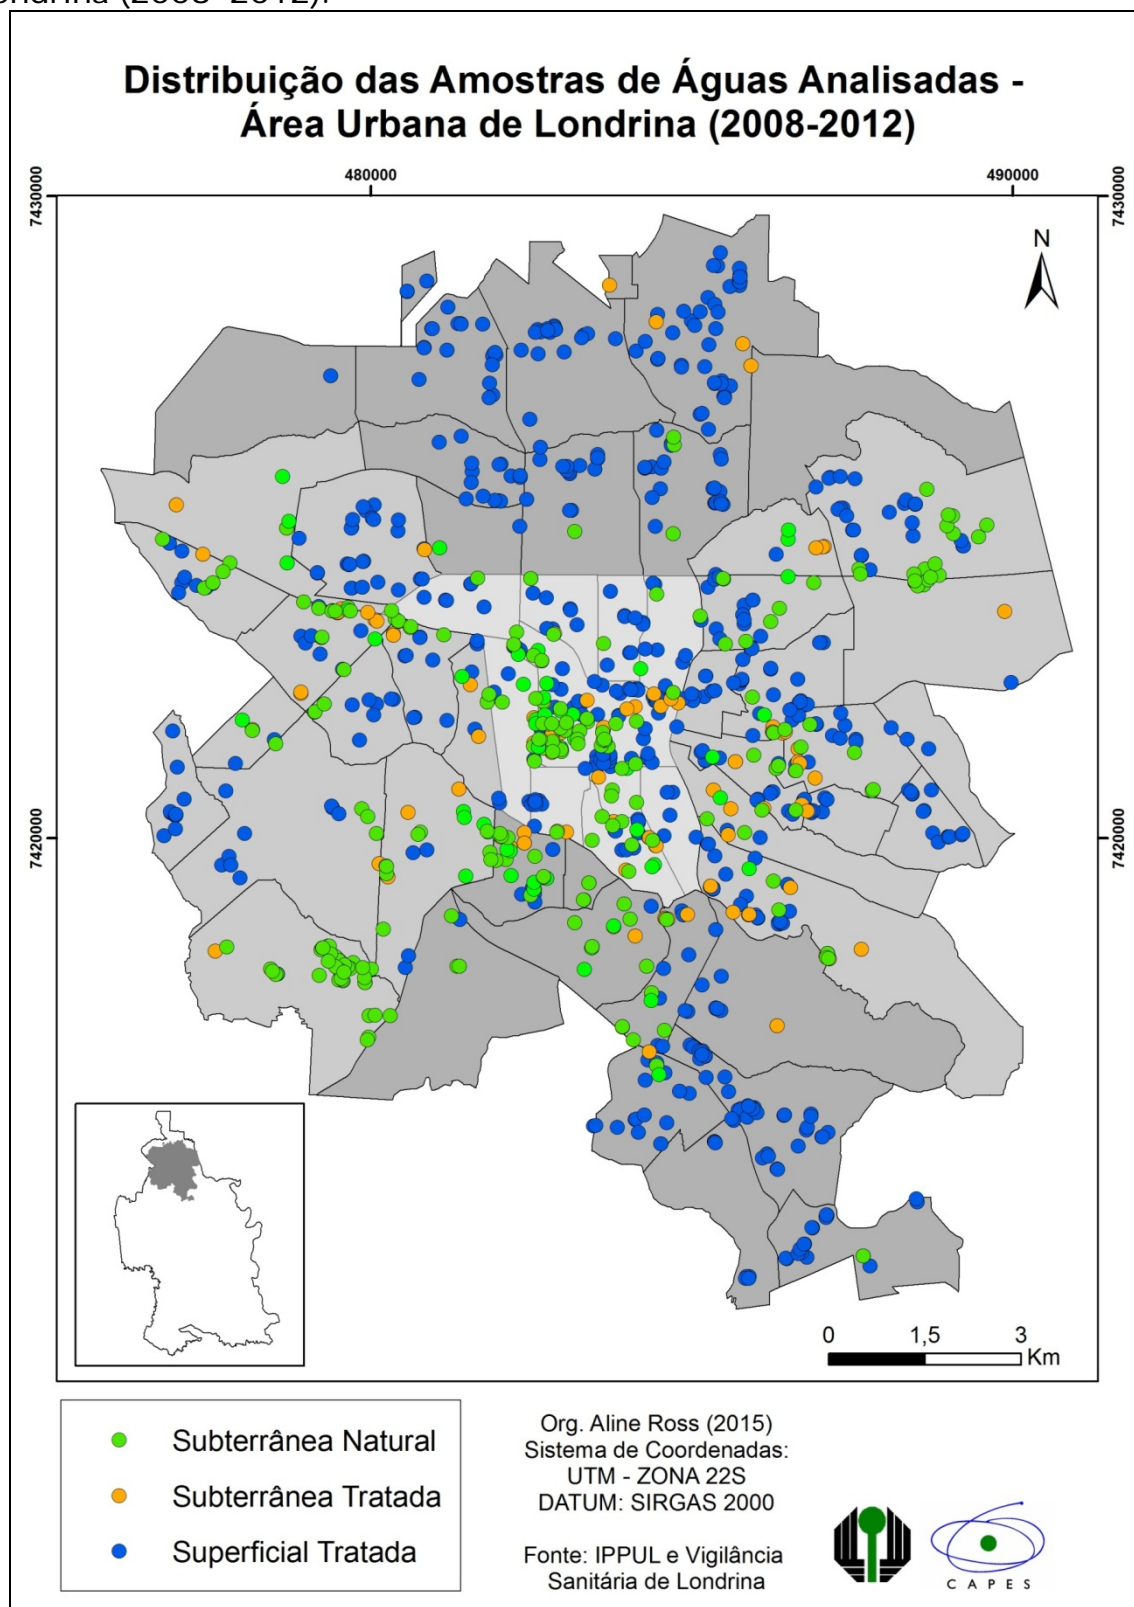 Londrina (2008–2012).
Distribuição das Amostras de Águas Analisadas -
Área Urbana de Londrina (2008-2012)
480000
490000
7430000
7430000
N
7420000
7420000
0 1,5 3
Km
Subterrânea Natural
Subterrânea Tratada
Superficial Tratada
Org. Aline Ross (2015)
Sistema de Coordenadas:
UTM - ZONA 22S
DATUM: SIRGAS 2000
Fonte: IPPUL e Vigilância
Sanitária de Londrina
CAPES